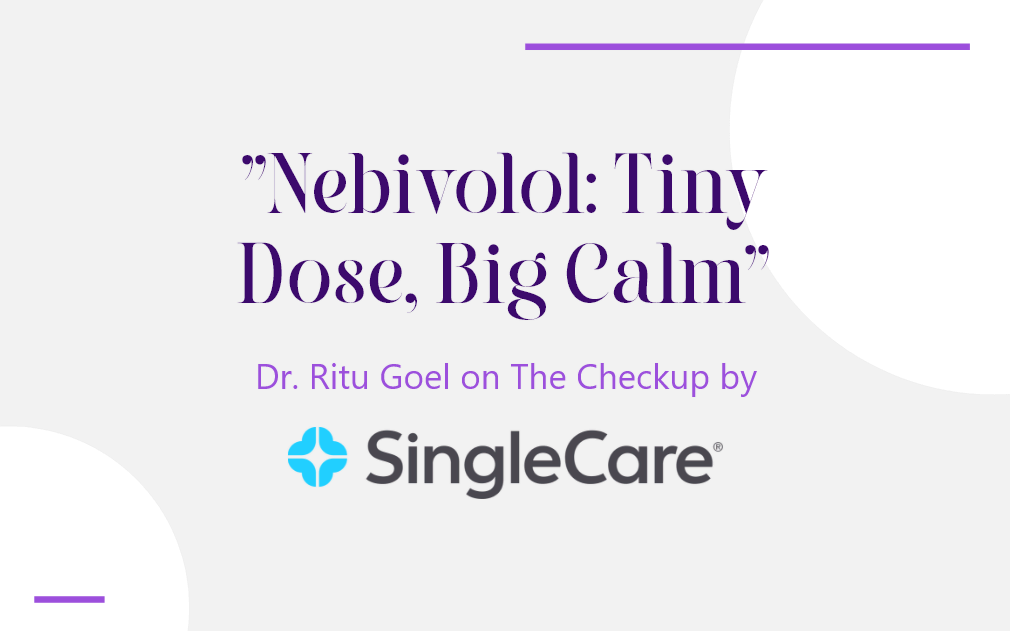 ”Nebivolol: Tiny
Dose, Big Calm”
Dr. Ritu Goel on The Checkup by
SingleCare®